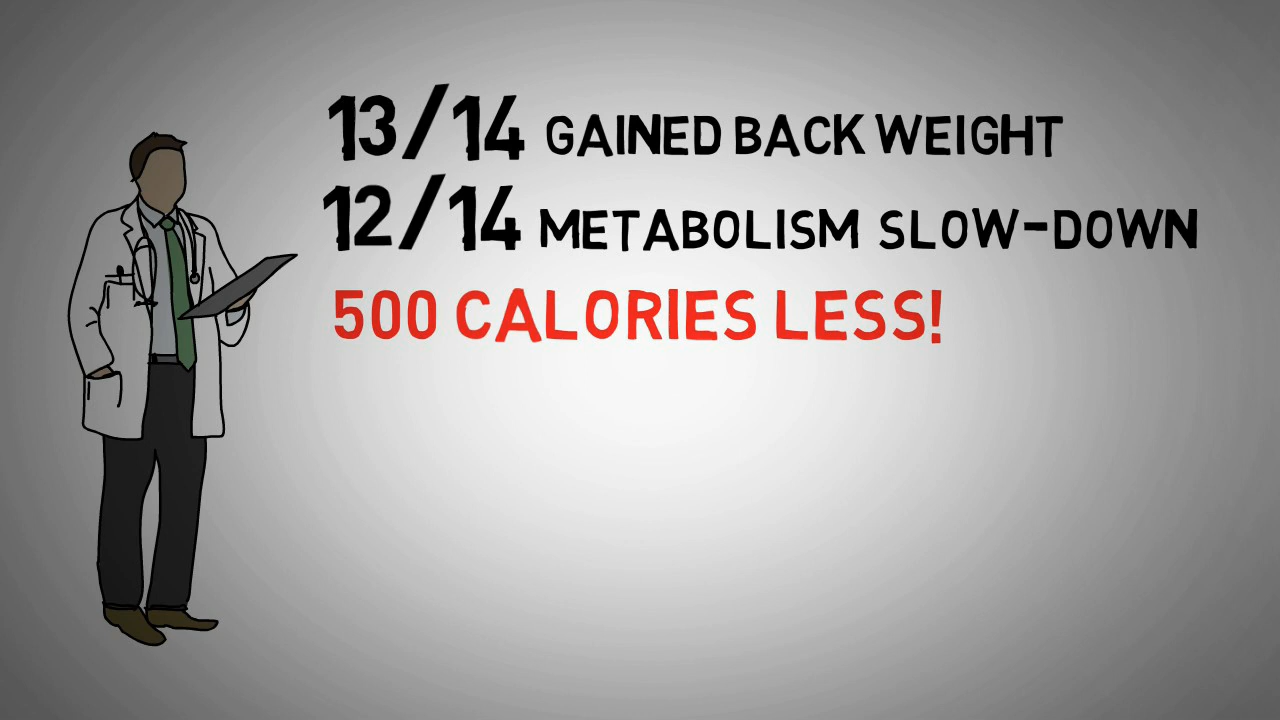 13/14 GAINED BACK WEIGHT
12/14 METABOLISM SLOW-DOWN
500 CALORIES LESS!